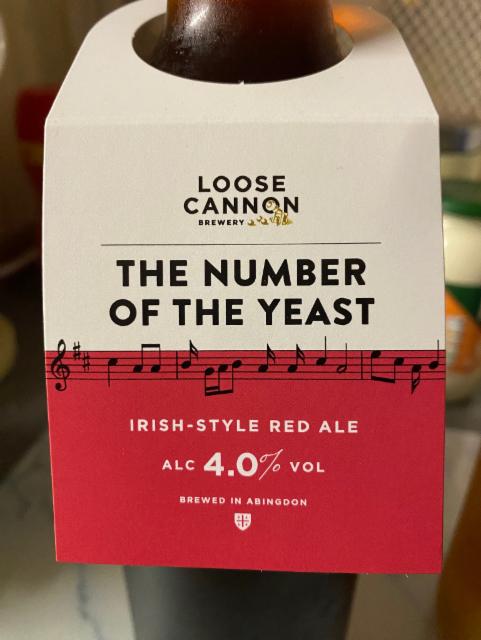 LOOSE
CANNON
BREWERY
THE NUMBER
OF THE YEAST
IRISH-STYLE RED ALE
ALC 4.0% VOL
BREWED IN ABINGDON